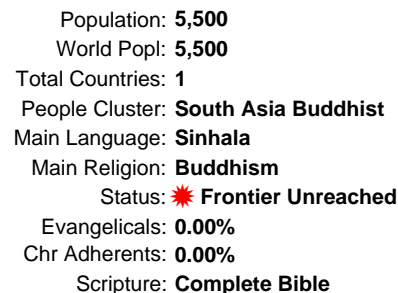 Population: 5,500
World Popl: 5,500
Total Countries: 1
People Cluster: South Asia Buddhist
Main Language: Sinhala
Main Religion: Buddhism
Status: Frontier Unreached
Evangelicals: 0.00%
Chr Adherents: 0.00%
Scripture: Complete Bible